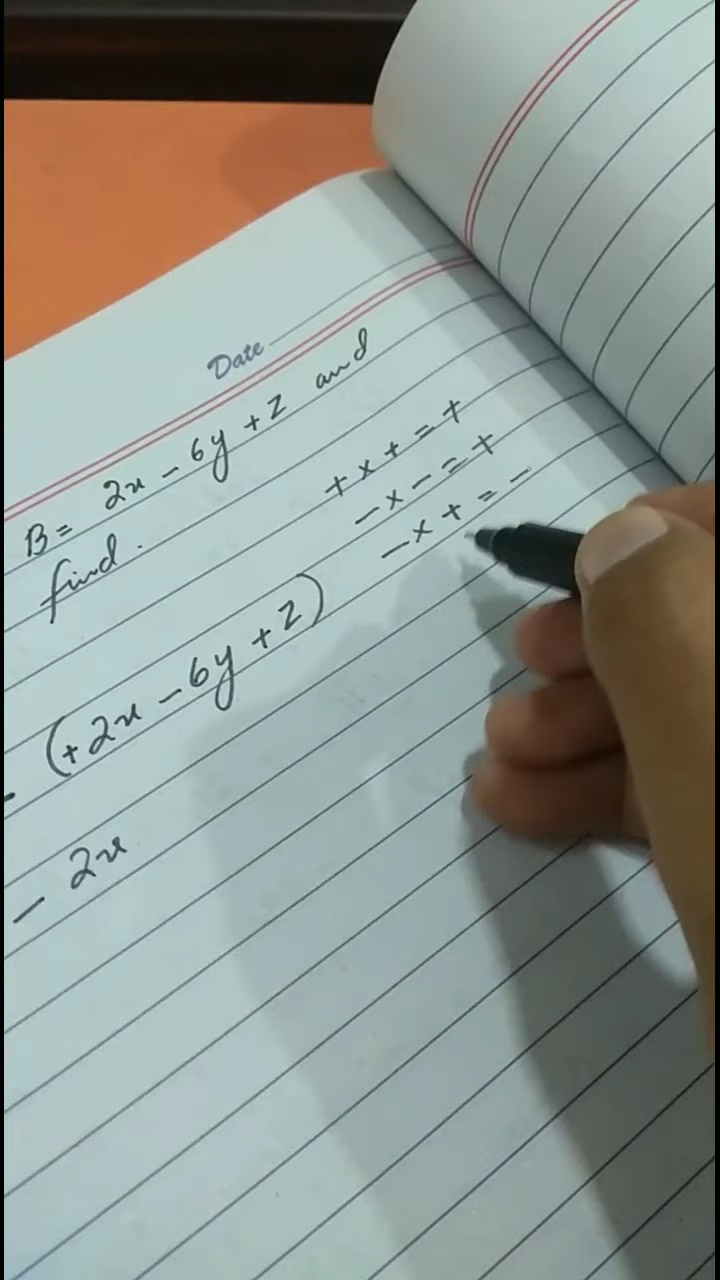 Date
B = 2x - 6y + z and
find.
+ x + = +
- x - = +
- x + = -
- (+2x - 6y + z)
- 2x